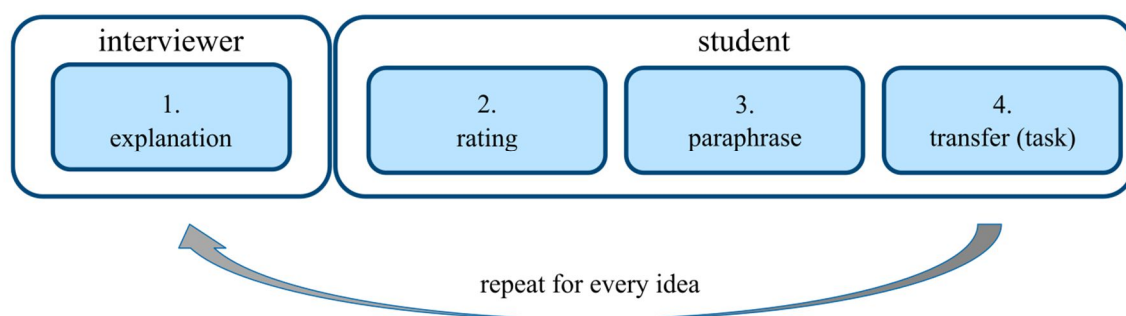 interviewer
1.
explanation
student
2.
rating
3.
paraphrase
4.
transfer (task)
repeat for every idea